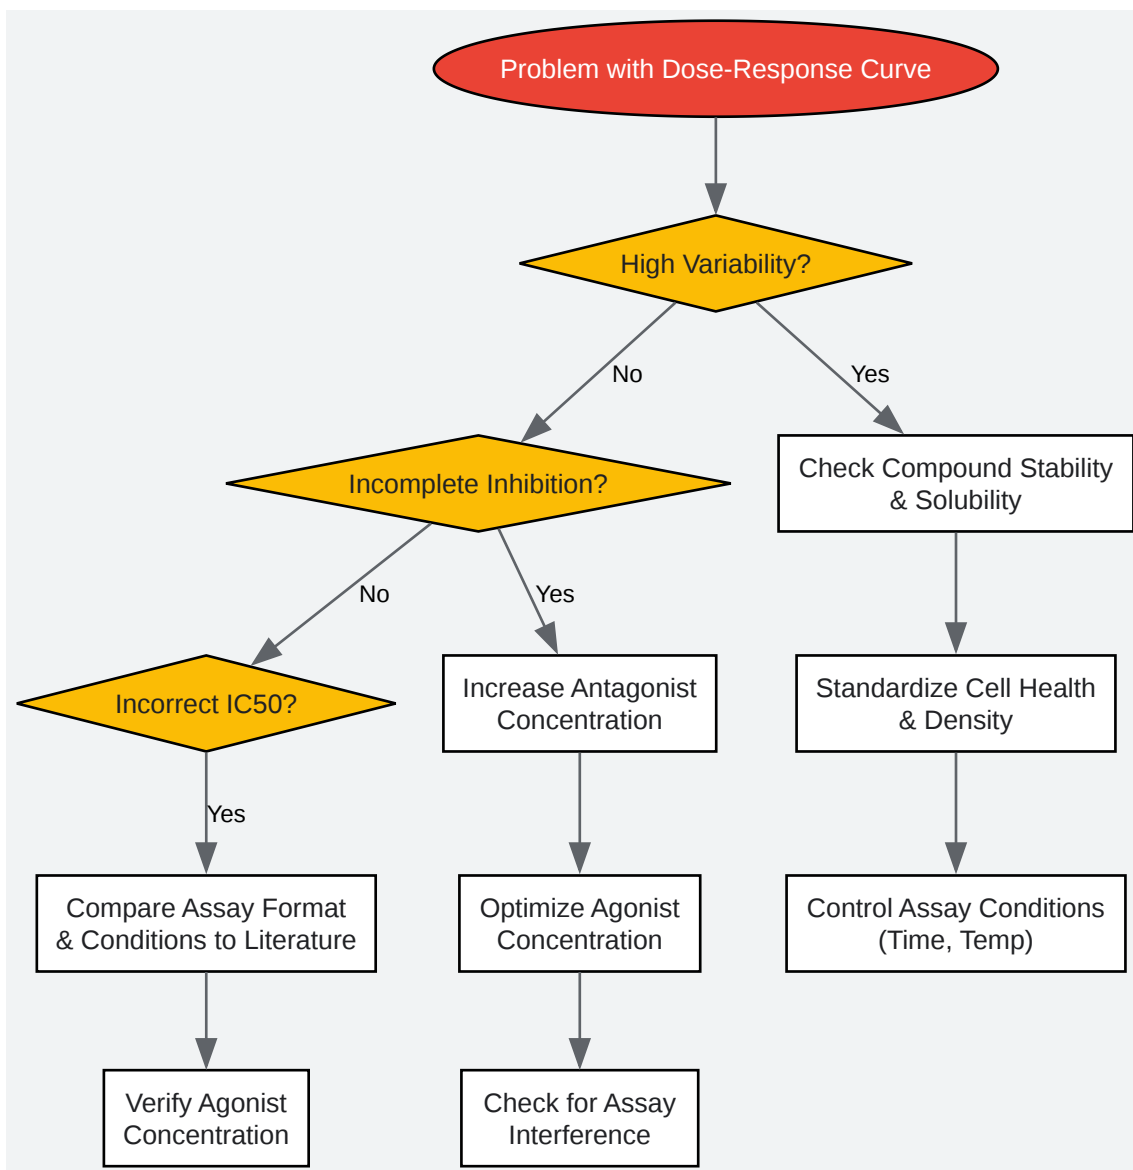 Problem with Dose-Response Curve
High Variability?
No
Yes
Incomplete Inhibition?
Check Compound Stability
& Solubility
No
Yes
Incorrect IC50?
Increase Antagonist
Concentration
Standardize Cell Health
& Density
Yes
Compare Assay Format
& Conditions to Literature
Optimize Agonist
Concentration
Control Assay Conditions
(Time, Temp)
Verify Agonist
Concentration
Check for Assay
Interference